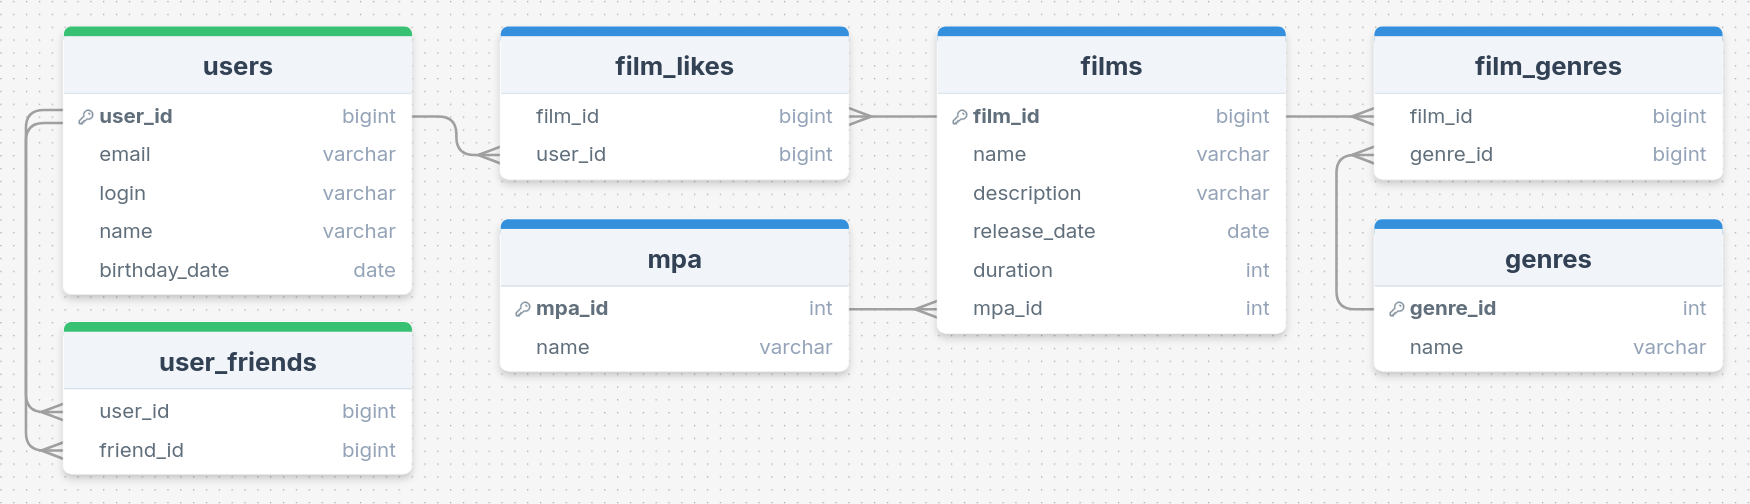 users
user_id bigint
email varchar
login varchar
name varchar
birthday_date date
user_friends
user_id bigint
friend_id bigint
film_likes
film_id bigint
user_id bigint
mpa
mpa_id int
name varchar
films
film_id bigint
name varchar
description varchar
release_date date
duration int
mpa_id int
film_genres
film_id bigint
genre_id bigint
genres
genre_id int
name varchar